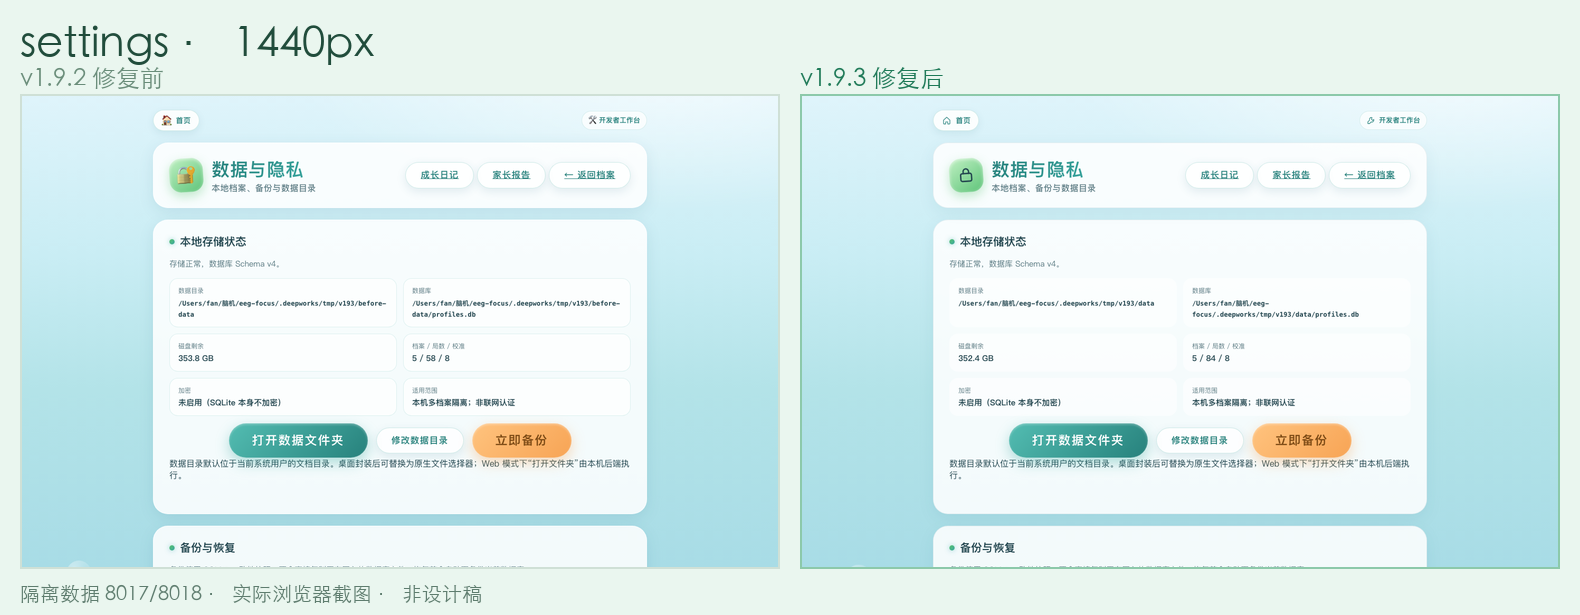 settings · 1440px
v1.9.2 修复前
首页
开发者工作台
数据与隐私
本地档案、备份与数据目录
成长日记
家长报告
← 返回档案
本地存储状态
存储正常，数据库 Schema v4。
数据目录
/Users/fan/脑机/eeg-focus/.deepworks/tmp/v193/before-
data
数据库
/Users/fan/脑机/eeg-focus/.deepworks/tmp/v193/before-
data/profiles.db
磁盘剩余
353.8 GB
档案 / 局数 / 校准
5 / 58 / 8
加密
未启用（SQLite 本身不加密）
适用范围
本机多档案隔离；非联网认证
打开数据文件夹
修改数据目录
立即备份
数据目录默认位于当前系统用户的文档目录。桌面封装后可替换为原生文件选择器；Web 模式下“打开文件夹”由本机后端执
行。
备份与恢复
v1.9.3 修复后
首页
开发者工作台
数据与隐私
本地档案、备份与数据目录
成长日记
家长报告
← 返回档案
本地存储状态
存储正常，数据库 Schema v4。
数据目录
/Users/fan/脑机/eeg-focus/.deepworks/tmp/v193/data
数据库
/Users/fan/脑机/eeg-
focus/.deepworks/tmp/v193/data/profiles.db
磁盘剩余
352.4 GB
档案 / 局数 / 校准
5 / 84 / 8
加密
未启用（SQLite 本身不加密）
适用范围
本机多档案隔离；非联网认证
打开数据文件夹
修改数据目录
立即备份
数据目录默认位于当前系统用户的文档目录。桌面封装后可替换为原生文件选择器；Web 模式下“打开文件夹”由本机后端执
行。
备份与恢复
隔离数据 8017/8018 · 实际浏览器截图 · 非设计稿